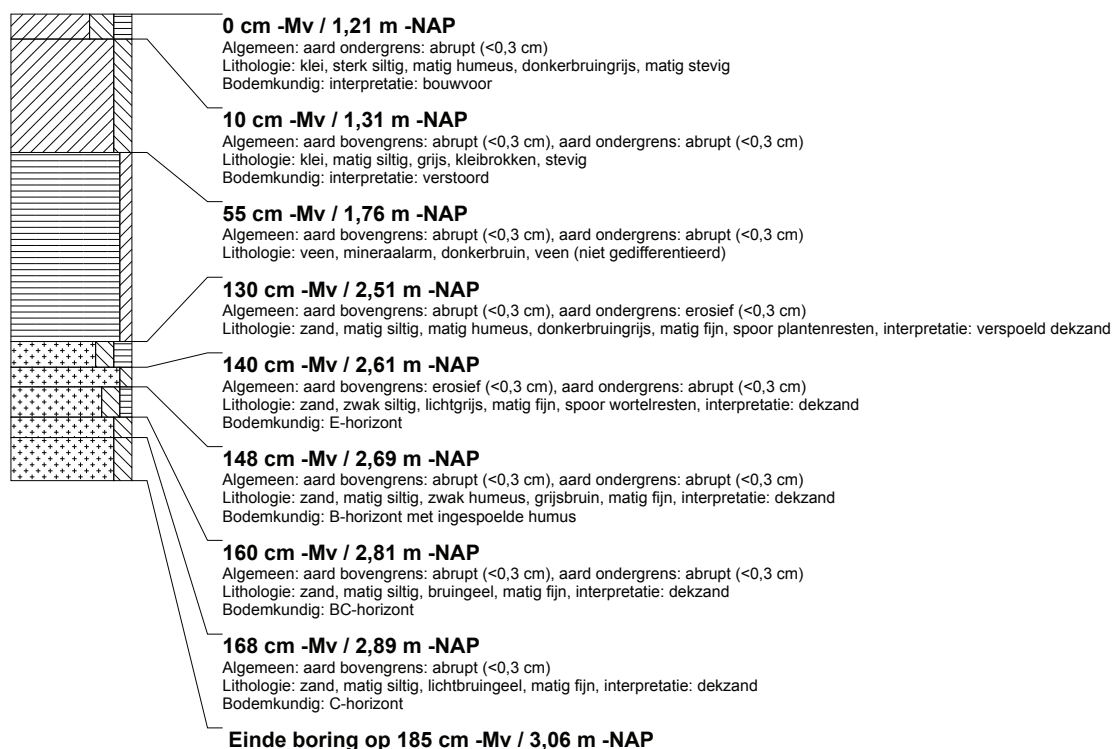 0 cm -Mv / 1,21 m -NAP
Algemeen: aard ondergrens: abrupt (<0,3 cm)
Lithologie: klei, sterk siltig, matig humeus, donkerbruingrijs, matig stevig
Bodemkundig: interpretatie: bouwvoor
10 cm -Mv / 1,31 m -NAP
Algemeen: aard bovengrens: abrupt (<0,3 cm), aard ondergrens: abrupt (<0,3 cm)
Lithologie: klei, matig siltig, grijs, kleibrokken, stevig
Bodemkundig: interpretatie: verstoord
55 cm -Mv / 1,76 m -NAP
Algemeen: aard bovengrens: abrupt (<0,3 cm), aard ondergrens: abrupt (<0,3 cm)
Lithologie: veen, mineraalarm, donkerbruin, veen (niet gedifferentieerd)
130 cm -Mv / 2,51 m -NAP
Algemeen: aard bovengrens: abrupt (<0,3 cm), aard ondergrens: erosief (<0,3 cm)
Lithologie: zand, matig siltig, matig humeus, donkerbruingrijs, matig fijn, spoor plantenresten, interpretatie: verspoeld dekzand
140 cm -Mv / 2,61 m -NAP
Algemeen: aard bovengrens: erosief (<0,3 cm), aard ondergrens: abrupt (<0,3 cm)
Lithologie: zand, zwak siltig, lichtgrijs, matig fijn, spoor wortelresten, interpretatie: dekzand
Bodemkundig: E-horizont
148 cm -Mv / 2,69 m -NAP
Algemeen: aard bovengrens: abrupt (<0,3 cm), aard ondergrens: abrupt (<0,3 cm)
Lithologie: zand, matig siltig, zwak humeus, grijsbruin, matig fijn, interpretatie: dekzand
Bodemkundig: B-horizont met ingespoelde humus
160 cm -Mv / 2,81 m -NAP
Algemeen: aard bovengrens: abrupt (<0,3 cm), aard ondergrens: abrupt (<0,3 cm)
Lithologie: zand, matig siltig, bruingeel, matig fijn, interpretatie: dekzand
Bodemkundig: BC-horizont
168 cm -Mv / 2,89 m -NAP
Algemeen: aard bovengrens: abrupt (<0,3 cm)
Lithologie: zand, matig siltig, lichtbruingeel, matig fijn, interpretatie: dekzand
Bodemkundig: C-horizont
Einde boring op 185 cm -Mv / 3,06 m -NAP